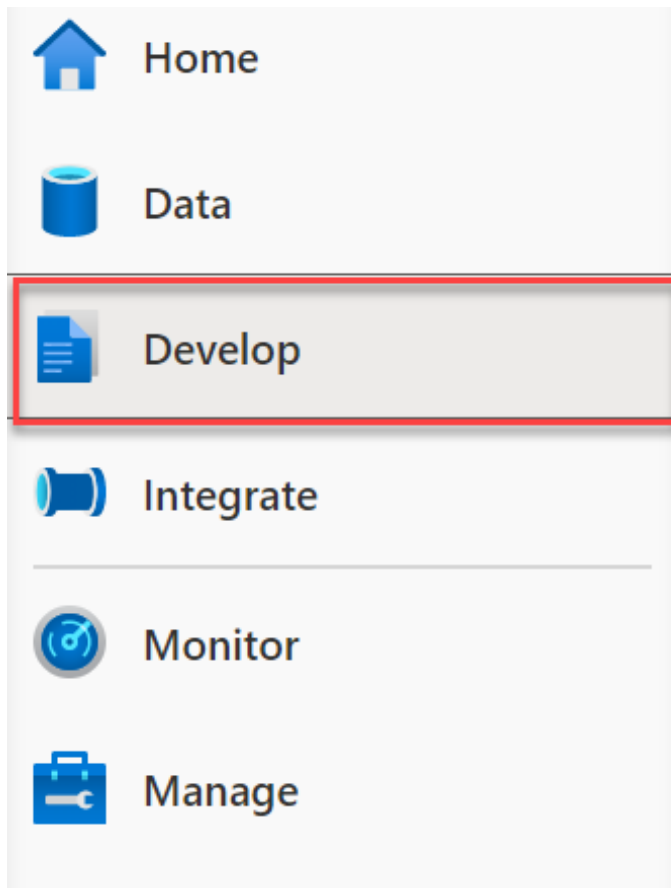 Home
Data
Develop
Integrate
Monitor
Manage